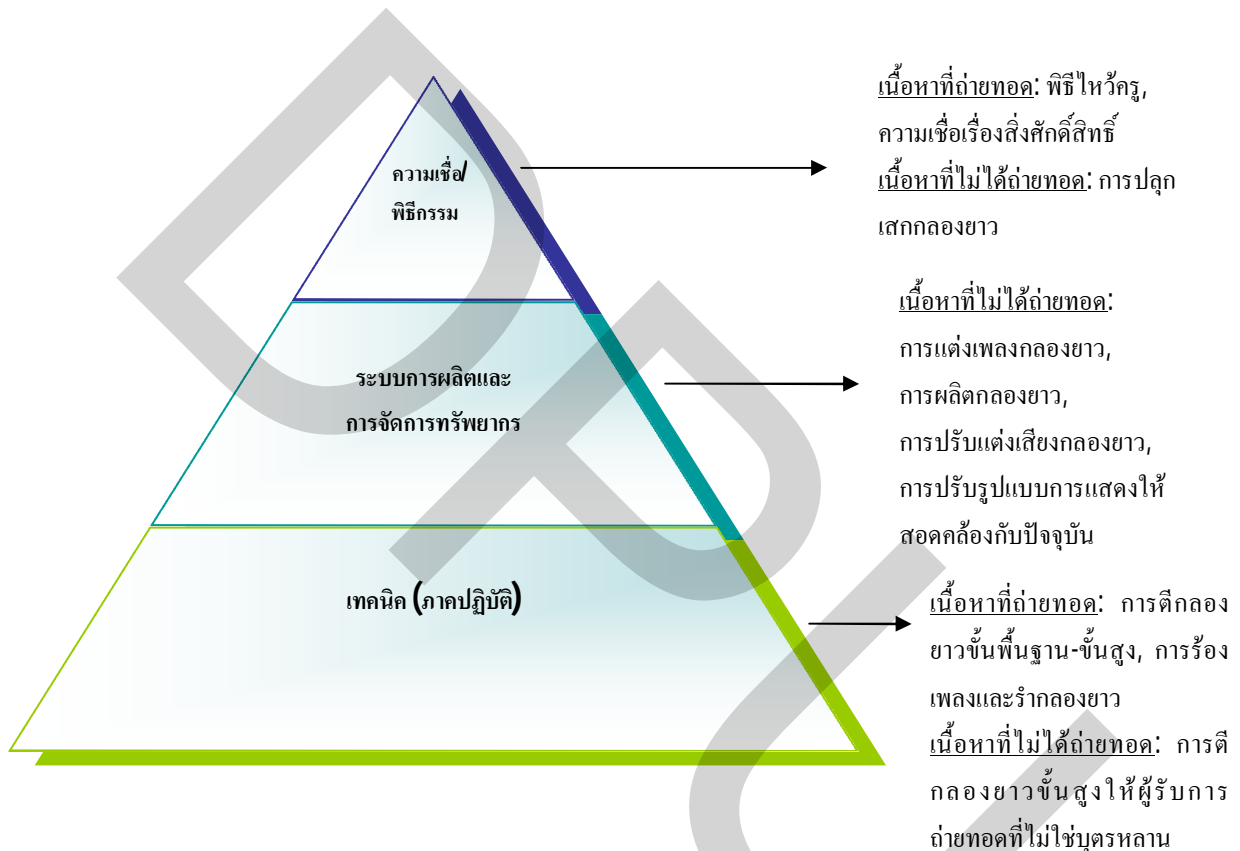 ความเชื่อ/
พิธีกรรม
เนื้อหาที่ถ่ายทอด: พิธีไหว้ครู,
ความเชื่อเรื่องสิ่งศักดิ์สิทธิ์
เนื้อหาที่ไม่ได้ถ่ายทอด: การปลุก
เสกกลองยาว
ระบบการผลิตและ
การจัดการทรัพยากร
เนื้อหาที่ไม่ได้ถ่ายทอด:
การแต่งเพลงกลองยาว,
การผลิตกลองยาว,
การปรับแต่งเสียงกลองยาว,
การปรับรูปแบบการแสดงให้
สอดคล้องกับปัจจุบัน
เทคนิค (ภาคปฏิบัติ)
เนื้อหาที่ถ่ายทอด: การตีกลอง
ยาวขั้นพื้นฐาน-ขั้นสูง, การร้อง
เพลงและรำกลองยาว
เนื้อหาที่ไม่ได้ถ่ายทอด: การตี
กลองยาวขั้นสูงให้ผู้รับการ
ถ่ายทอดที่ไม่ใช่บุตรหลาน